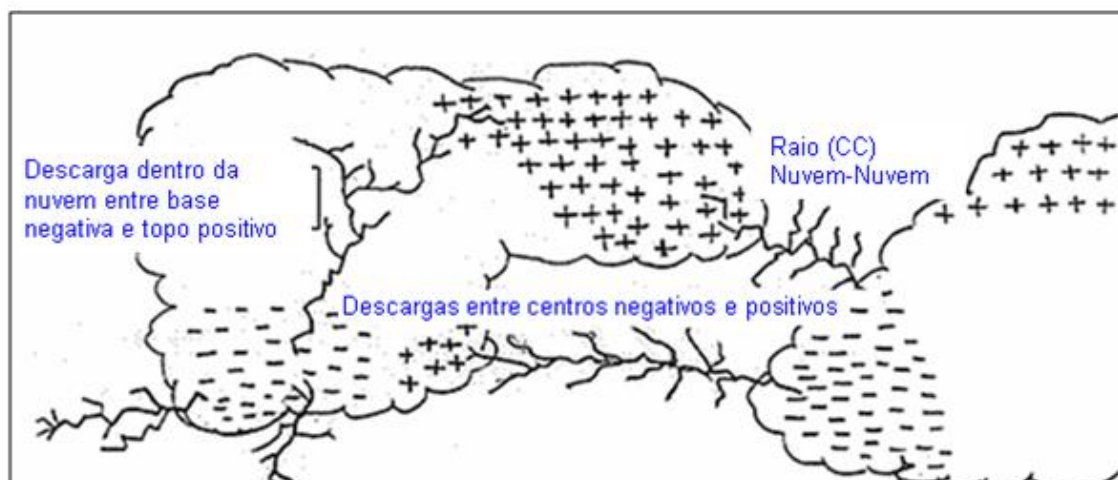 Descarga dentro da
nuvem entre base
negativa e topo positivo
Raio (CC)
Nuvem-Nuvem
Descargas entre centros negativos e positivos